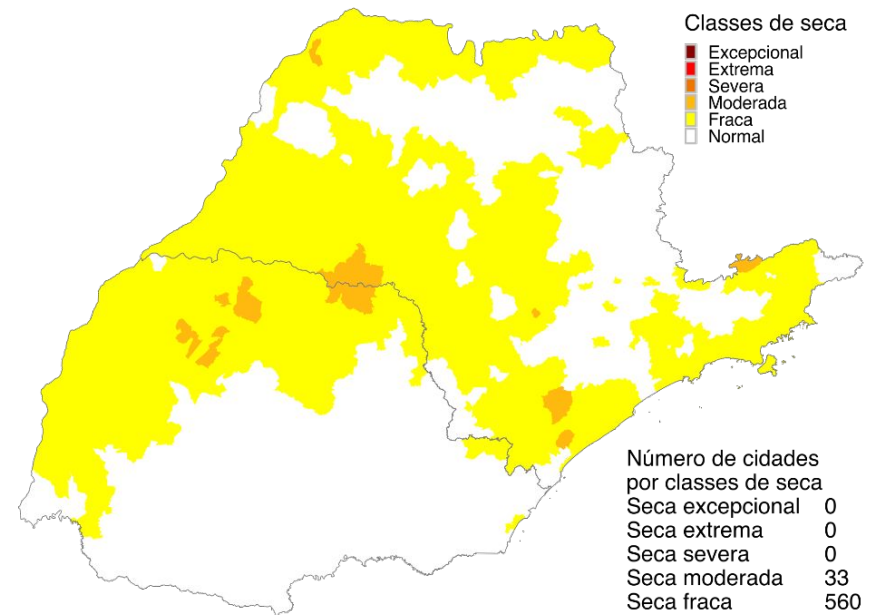 Classes de seca
Excepcional
Extrema
Severa
Moderada
Fraca
Normal
Número de cidades
por classes de seca
Seca excepcional 0
Seca extrema 0
Seca severa 0
Seca moderada 33
Seca fraca 560